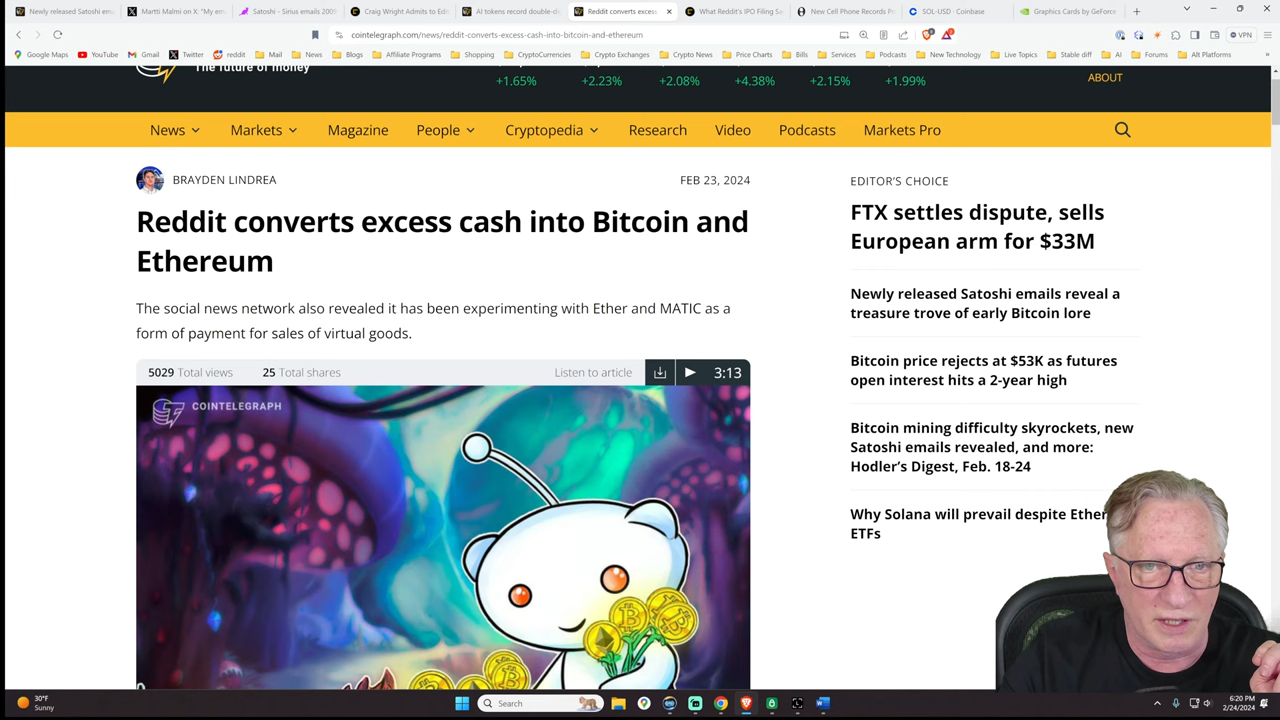 Newly released Satoshi em
Martti Malmi on X: "My em
Satoshi - Sirius emails 2009
Craig Wright Admits to Ed
AI tokens record double-d
Reddit converts excess
What Reddit's IPO Filing Sa
New Cell Phone Records P
SOL-USD · Coinbase
Graphics Cards by GeForce
cointelegraph.com/news/reddit-converts-excess-cash-into-bitcoin-and-ethereum
VPN
Google Maps YouTube Gmail Twitter reddit Mail News Blogs Affiliate Programs Shopping CryptoCurrencies Crypto Exchanges Crypto News Price Charts Bills Services Podcasts New Technology Live Topics Stable diff AI Forums Alt Platforms
The future of money
+1.65% +2.23% +2.08% +4.38% +2.15% +1.99%
ABOUT
News Markets Magazine People Cryptopedia Research Video Podcasts Markets Pro
BRAYDEN LINDREA
FEB 23, 2024
Reddit converts excess cash into Bitcoin and
Ethereum
The social news network also revealed it has been experimenting with Ether and MATIC as a
form of payment for sales of virtual goods.
5029 Total views 25 Total shares
Listen to article 3:13
COINTELEGRAPH
EDITOR'S CHOICE
FTX settles dispute, sells
European arm for $33M
Newly released Satoshi emails reveal a
treasure trove of early Bitcoin lore
Bitcoin price rejects at $53K as futures
open interest hits a 2-year high
Bitcoin mining difficulty skyrockets, new
Satoshi emails revealed, and more:
Hodler's Digest, Feb. 18-24
Why Solana will prevail despite Ether
ETFs
30°F
Sunny
Search
6:20 PM
2/24/2024